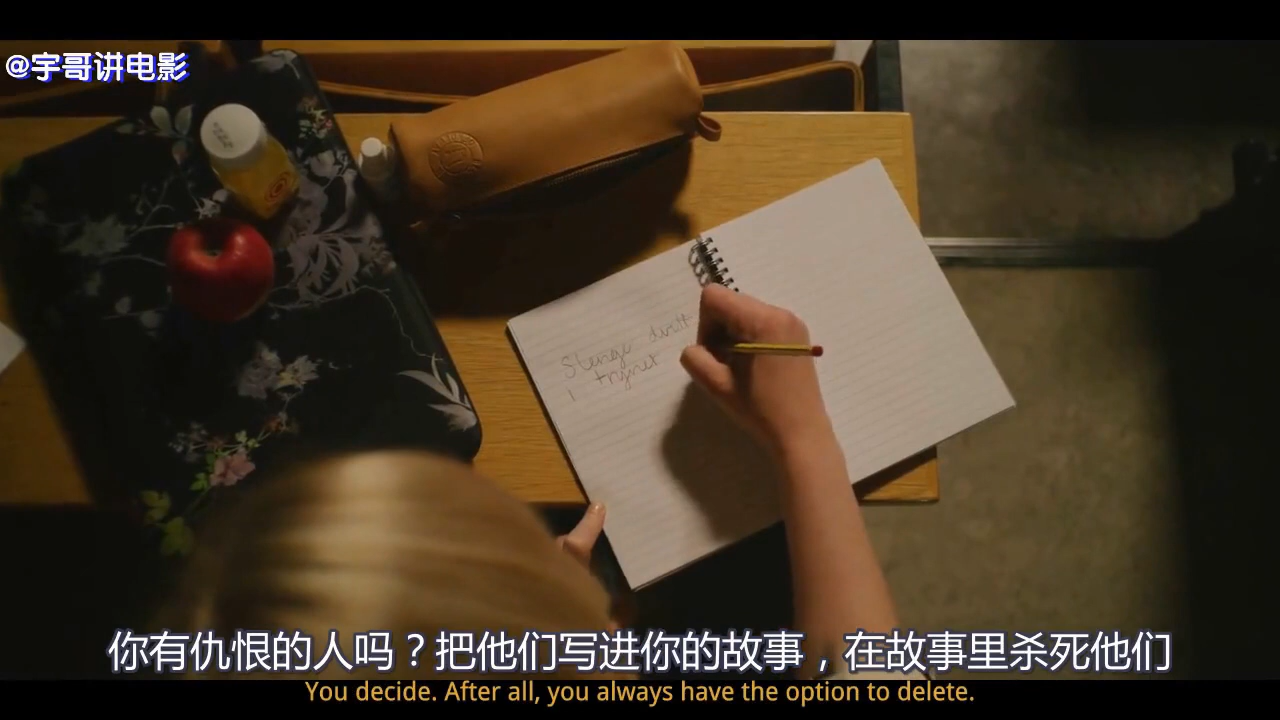 @宇哥讲电影
你有仇恨的人吗？把他们写进你的故事，在故事里杀死他们
You decide. After all, you always have the option to delete.